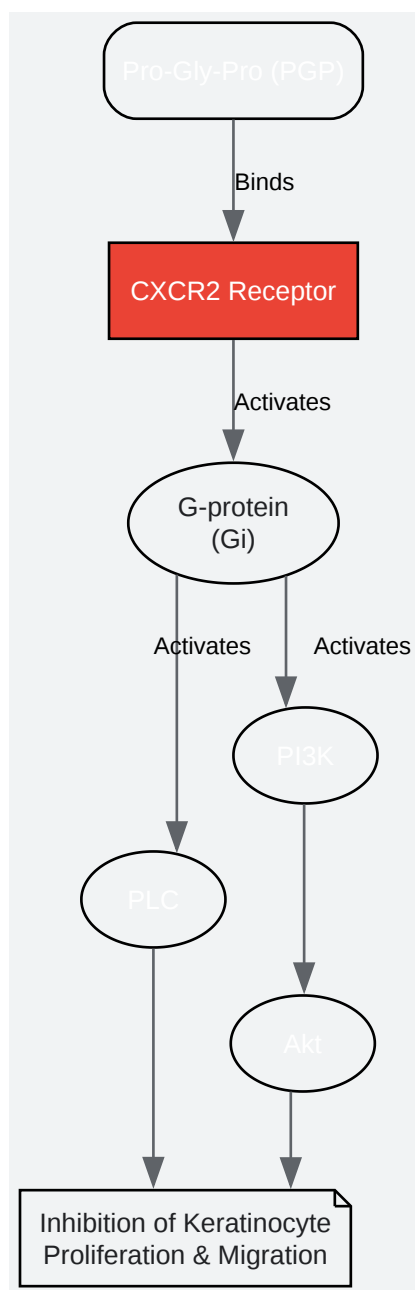 Pro-Gly-Pro (PGP)
Binds
CXCR2 Receptor
Activates
G-protein
(Gi)
Activates
Activates
PI3K
PLC
Akt
Inhibition of Keratinocyte
Proliferation & Migration